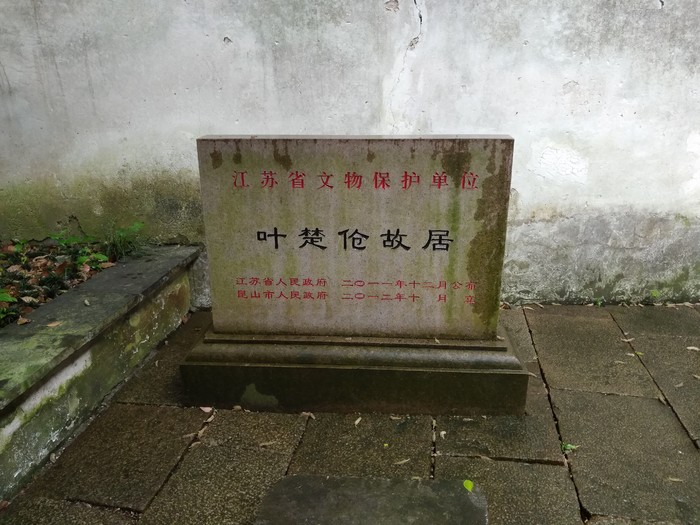 江苏省文物保护单位
叶楚伧故居
江苏省人民政府 二〇一一年十二月公布
昆山市人民政府 二〇一二年十 月 立